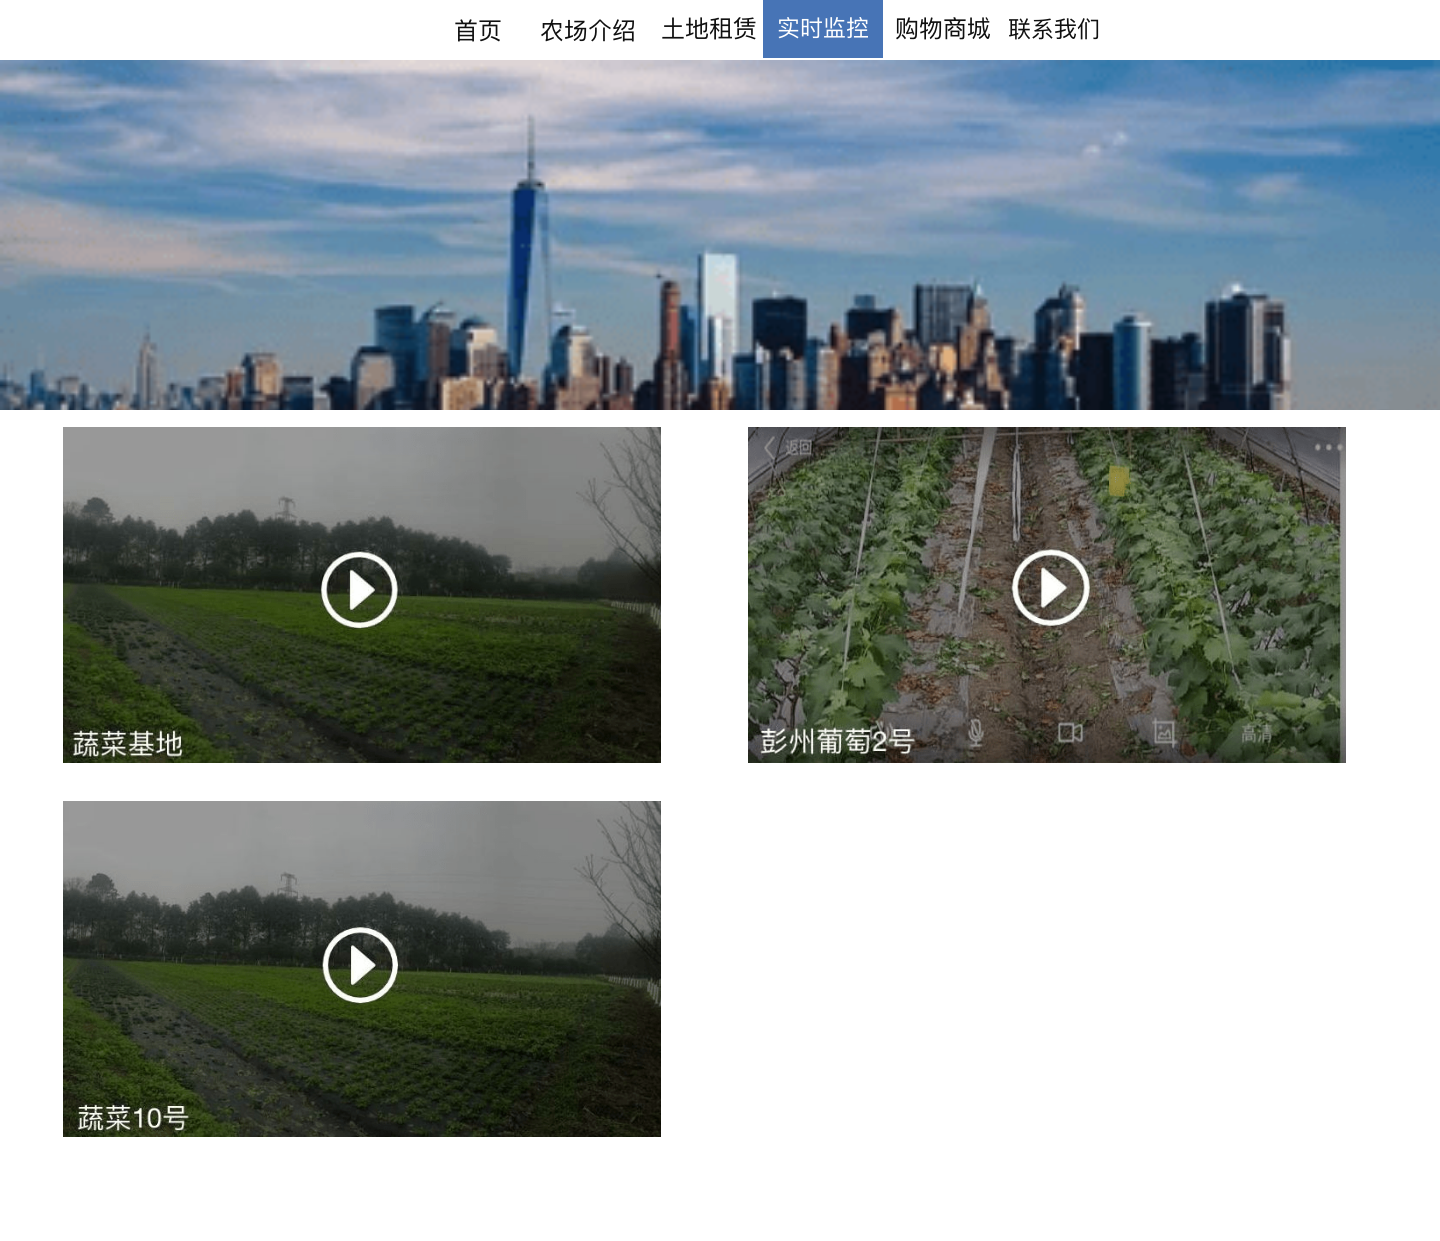 首页 农场介绍 土地租赁 实时监控 购物商城 联系我们
返回
蔬菜基地
彭州葡萄2号
高清
蔬菜10号